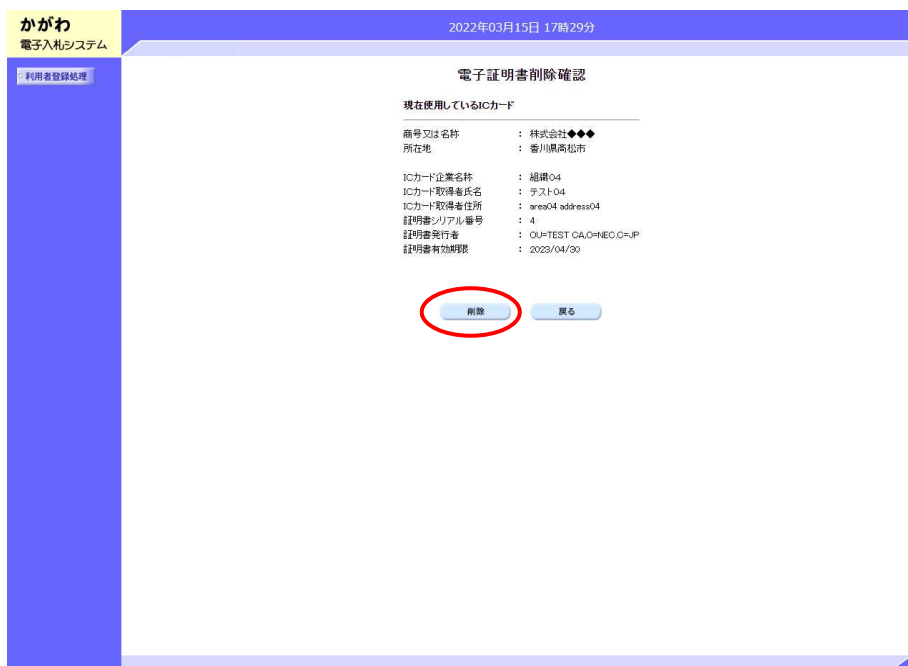 かがわ
電子入札システム
2022年03月15日 17時29分
利用者登録処理
電子証明書削除確認
現在使用しているICカード
商号又は名称 : 株式会社◆◆◆
所在地 : 香川県高松市
ICカード企業名称 : 組織04
ICカード取得者氏名 : テスト04
ICカード取得者住所 : area04 address04
証明書シリアル番号 : 4
証明書発行者 : OU=TEST CA,O=NEC,C=JP
証明書有効期限 : 2023/04/30
削除 戻る